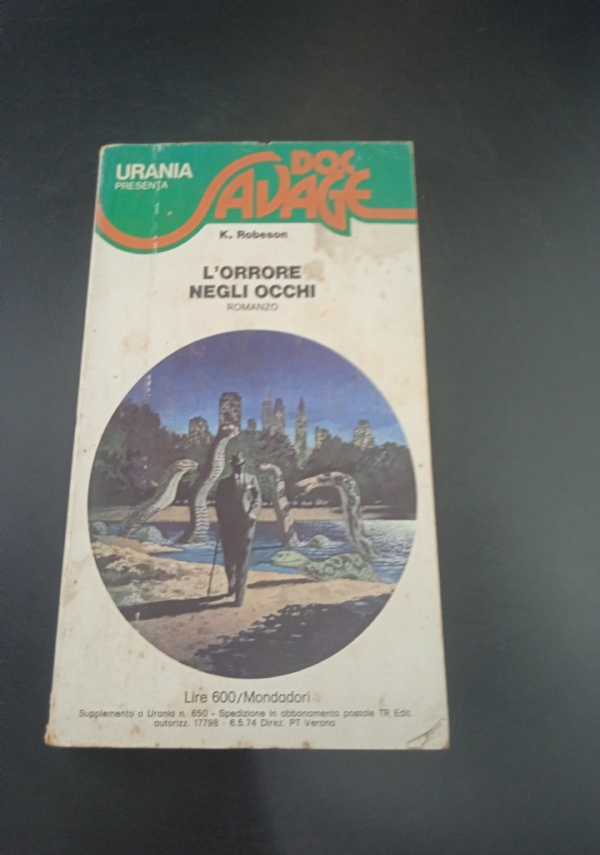 URANIA
PRESENTA
DOC
SAVAGE
K. Robeson
L'ORRORE
NEGLI OCCHI
ROMANZO
Lire 600/Mondadori
Supplemento a Urania n. 650 - Spedizione in abbonamento postale TR Edit.
autorizz. 17798 - 6.5.74 Direz. PT Verona